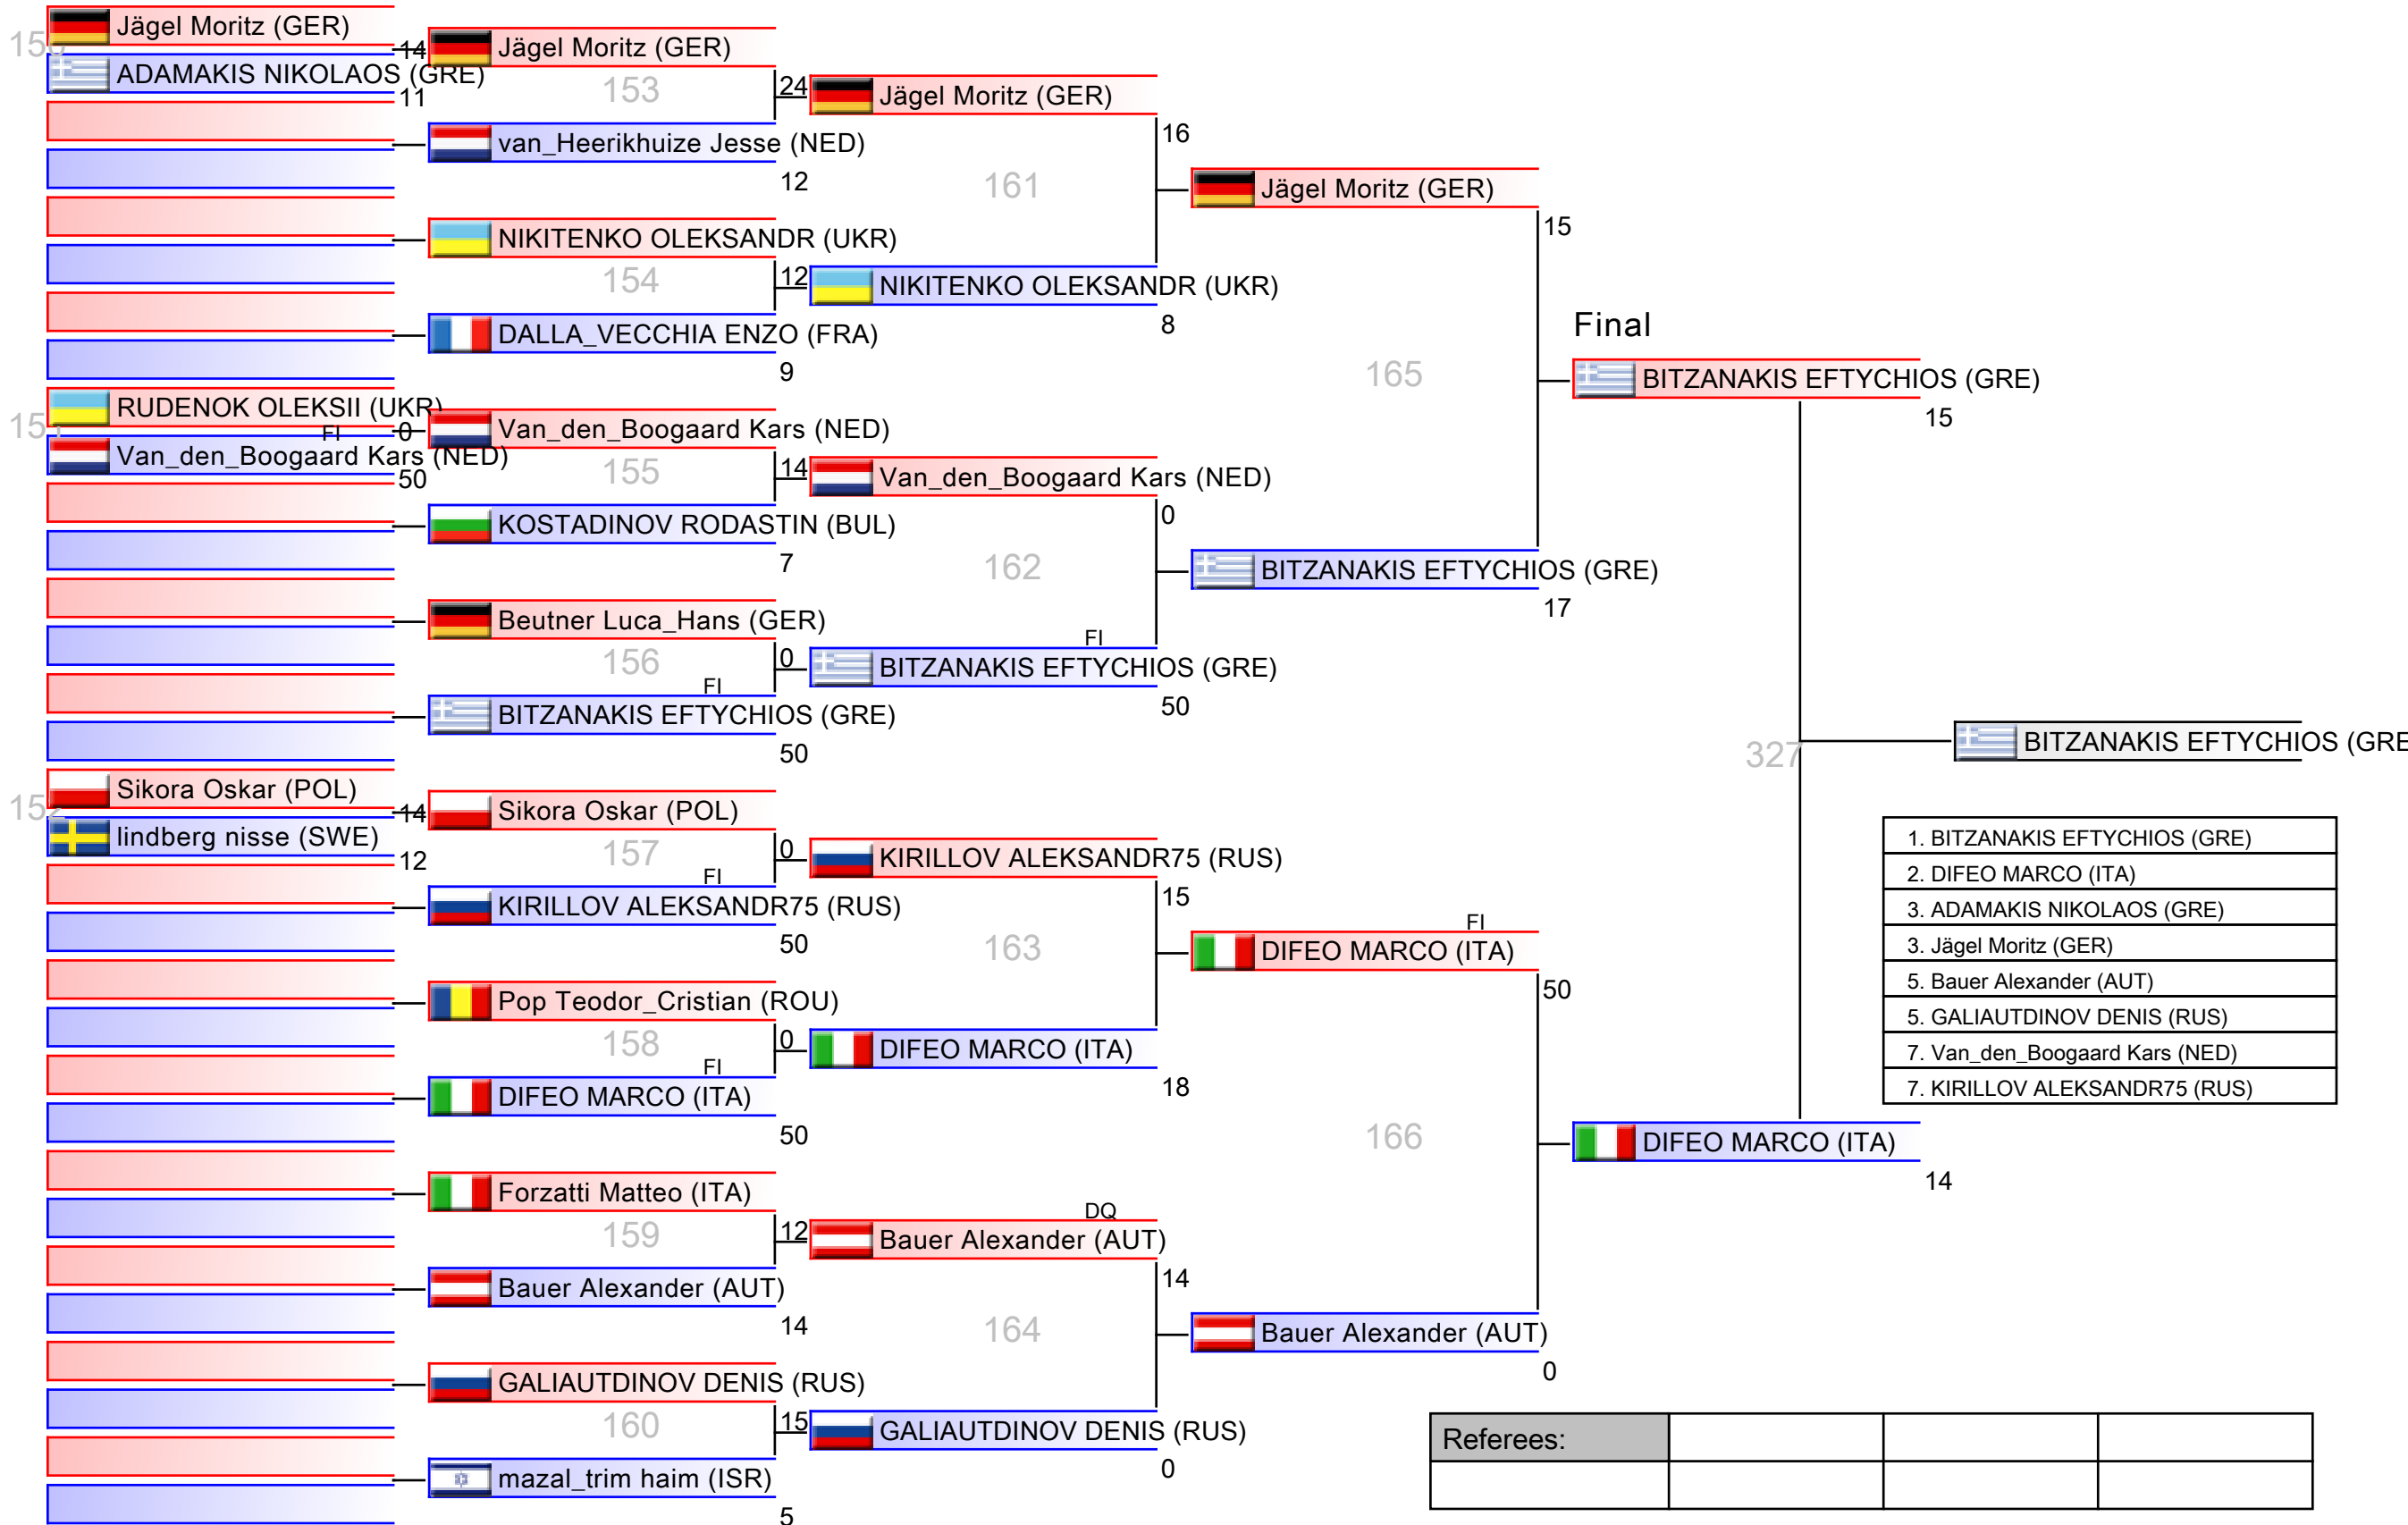 Jägel Moritz (GER)
150
14
ADAMAKIS NIKOLAOS (GRE)
11
RUDENOK OLEKSII (UKR)
151
FI
0
Van_den_Boogaard Kars (NED)
50
Sikora Oskar (POL)
152
14
lindberg nisse (SWE)
12
Jägel Moritz (GER)
153
24
van_Heerikhuize Jesse (NED)
12
NIKITENKO OLEKSANDR (UKR)
154
12
DALLA_VECCHIA ENZO (FRA)
9
Van_den_Boogaard Kars (NED)
155
14
KOSTADINOV RODASTIN (BUL)
7
Beutner Luca_Hans (GER)
156
0
FI
BITZANAKIS EFTYCHIOS (GRE)
50
Sikora Oskar (POL)
157
0
FI
KIRILLOV ALEKSANDR75 (RUS)
50
Pop Teodor_Cristian (ROU)
158
0
FI
DIFEO MARCO (ITA)
50
Forzatti Matteo (ITA)
159
12
Bauer Alexander (AUT)
14
GALIAUTDINOV DENIS (RUS)
160
15
mazal_trim haim (ISR)
5
Jägel Moritz (GER)
16
161
NIKITENKO OLEKSANDR (UKR)
8
Van_den_Boogaard Kars (NED)
0
162
FI
BITZANAKIS EFTYCHIOS (GRE)
50
KIRILLOV ALEKSANDR75 (RUS)
15
163
DIFEO MARCO (ITA)
18
DQ
Bauer Alexander (AUT)
14
164
GALIAUTDINOV DENIS (RUS)
0
Jägel Moritz (GER)
15
165
BITZANAKIS EFTYCHIOS (GRE)
17
FI
DIFEO MARCO (ITA)
50
166
Bauer Alexander (AUT)
0
Final
BITZANAKIS EFTYCHIOS (GRE)
15
327
DIFEO MARCO (ITA)
14
BITZANAKIS EFTYCHIOS (GRE
1. BITZANAKIS EFTYCHIOS (GRE)
2. DIFEO MARCO (ITA)
3. ADAMAKIS NIKOLAOS (GRE)
3. Jägel Moritz (GER)
5. Bauer Alexander (AUT)
5. GALIAUTDINOV DENIS (RUS)
7. Van_den_Boogaard Kars (NED)
7. KIRILLOV ALEKSANDR75 (RUS)
Referees: